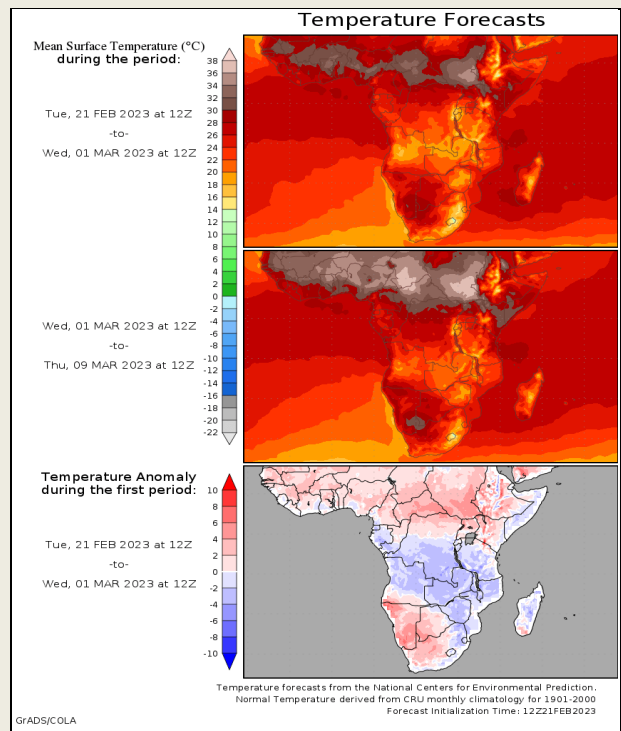 Temperature Forecasts
Mean Surface Temperature (°C)
during the period:
Tue, 21 FEB 2023 at 12Z
-to-
Wed, 01 MAR 2023 at 12Z
38
36
34
32
30
28
26
24
22
20
18
16
14
12
10
8
6
4
2
0
-2
-4
-6
-8
-10
-12
-14
-16
-18
-20
-22
Wed, 01 MAR 2023 at 12Z
-to-
Thu, 09 MAR 2023 at 12Z
Temperature Anomaly
during the first period:
Tue, 21 FEB 2023 at 12Z
-to-
Wed, 01 MAR 2023 at 12Z
10
8
6
4
2
0
-2
-4
-6
-8
-10
Temperature forecasts from the National Centers for Environmental Prediction.
Normal Temperature derived from CRU monthly climatology for 1901-2000
Forecast Initialization Time: 12Z21FEB2023
GrADS/COLA